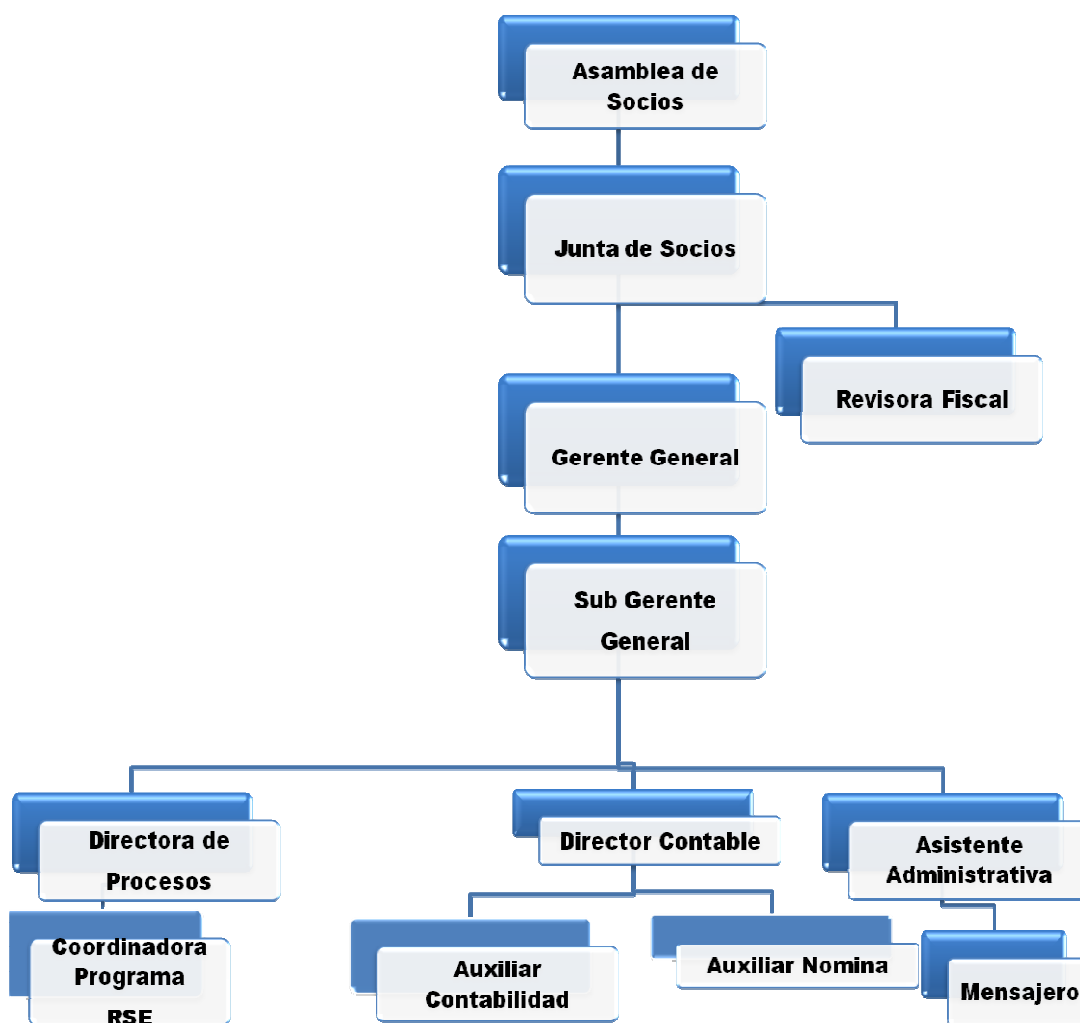 Asamblea de
Socios
Junta de Socios
Revisora Fiscal
Gerente General
Sub Gerente
General
Directora de
Procesos
Director Contable
Asistente
Administrativa
Coordinadora
Programa
RSE
Auxiliar
Contabilidad
Auxiliar Nomina
Mensajero